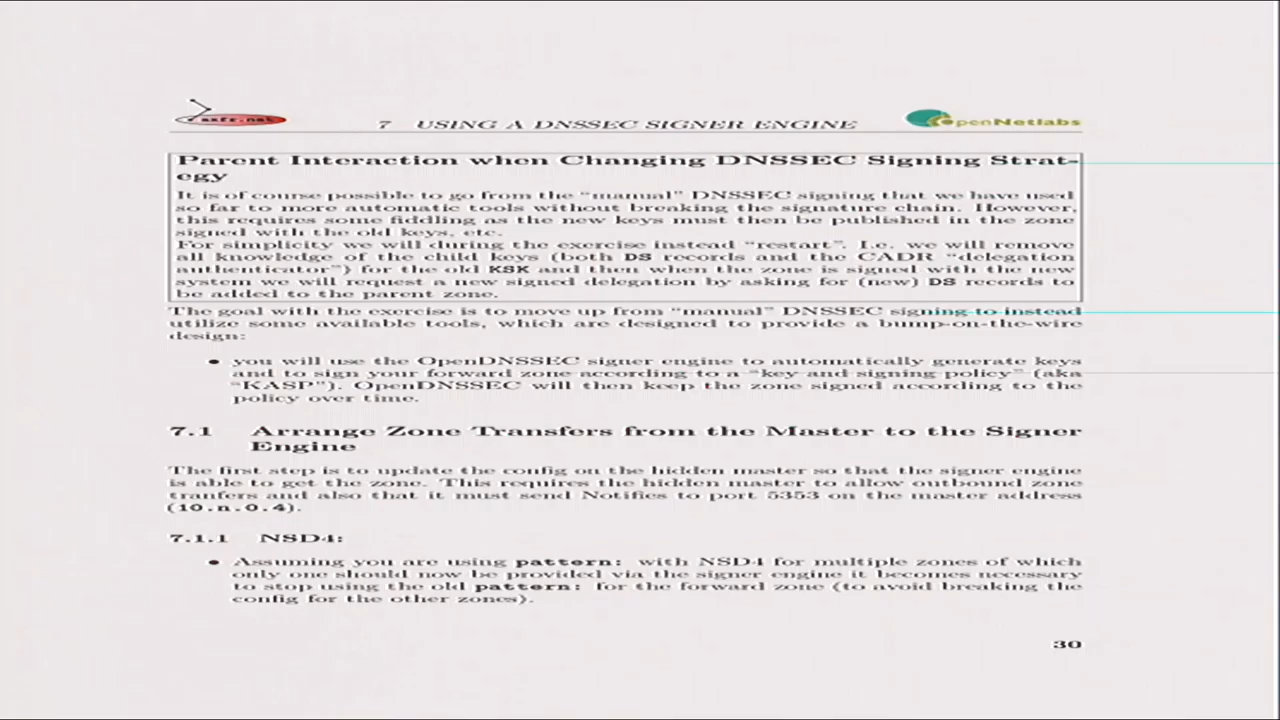 axfr.net
7 USING A DNSSEC SIGNER ENGINE
OpenNetlabs
Parent Interaction when Changing DNSSEC Signing Strat-
egy
It is of course possible to go from the “manual” DNSSEC signing that we have used
so far to more automatic tools without breaking the signature chain. However,
this requires some fiddling as the new keys must then be published in the zone
signed with the old keys, etc.
For simplicity we will during the exercise instead “restart”. I.e. we will remove
all knowledge of the child keys (both DS records and the CADR “delegation
authenticator”) for the old KSK and then when the zone is signed with the new
system we will request a new signed delegation by asking for (new) DS records to
be added to the parent zone.
The goal with the exercise is to move up from “manual” DNSSEC signing to instead
utilize some available tools, which are designed to provide a bump-on-the-wire
design:
• you will use the OpenDNSSEC signer engine to automatically generate keys
and to sign your forward zone according to a “key and signing policy” (aka
“KASP”). OpenDNSSEC will then keep the zone signed according to the
policy over time.
7.1 Arrange Zone Transfers from the Master to the Signer
Engine
The first step is to update the config on the hidden master so that the signer engine
is able to get the zone. This requires the hidden master to allow outbound zone
tranfers and also that it must send Notifies to port 5353 on the master address
(10.n.0.4).
7.1.1 NSD4:
• Assuming you are using pattern: with NSD4 for multiple zones of which
only one should now be provided via the signer engine it becomes necessary
to stop using the old pattern: for the forward zone (to avoid breaking the
config for the other zones).
30